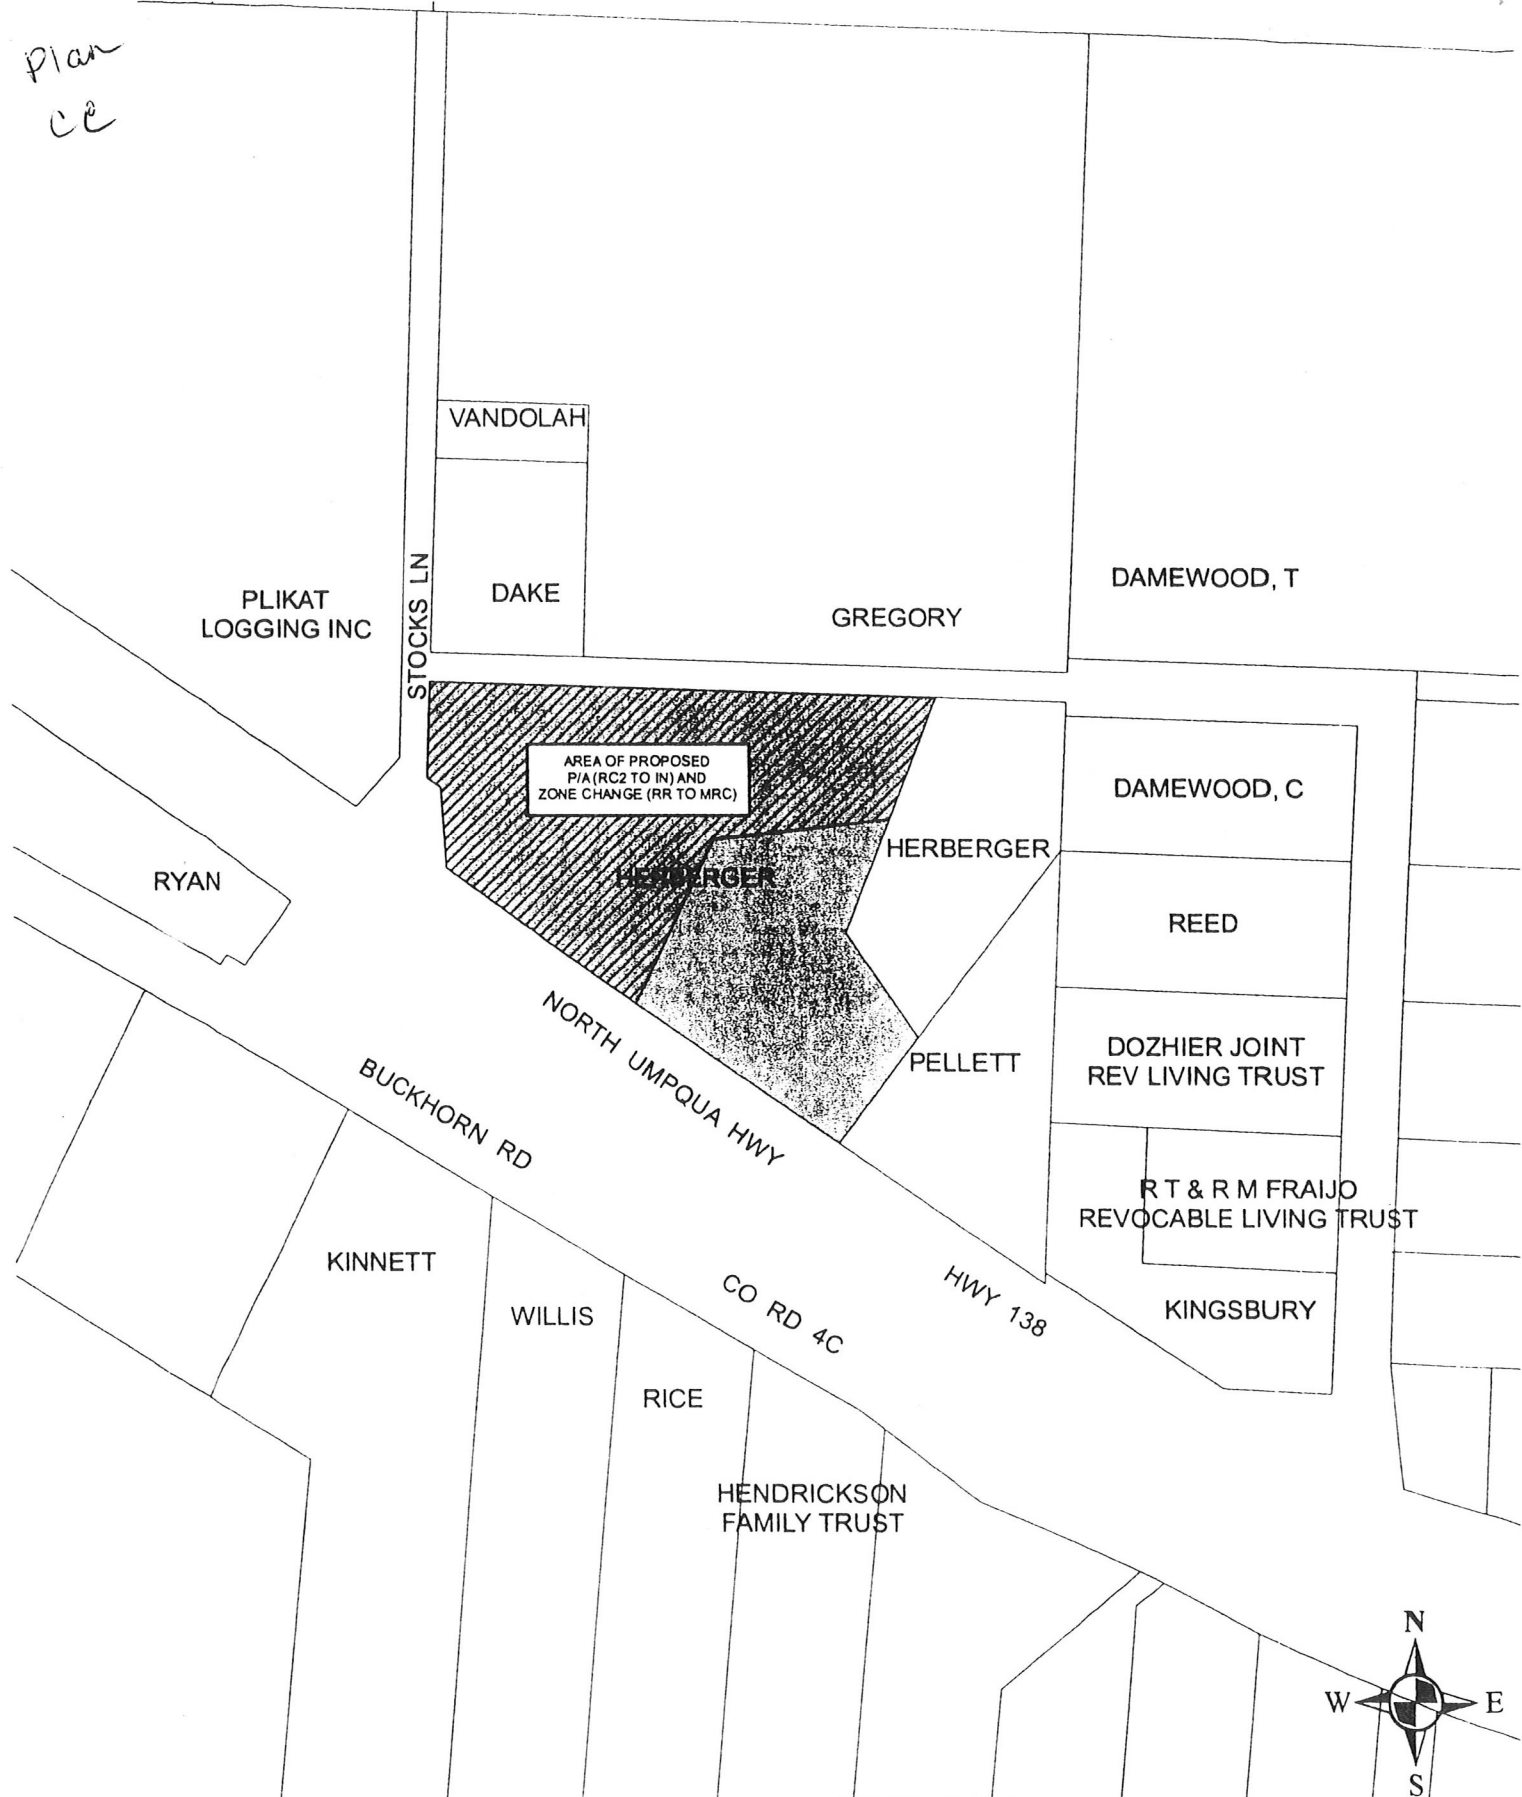 Plan
CC
VANDOLAH
STOCKS LN
DAKE
PLIKAT
LOGGING INC
GREGORY
DAMEWOOD, T
AREA OF PROPOSED
P/A (RC2 TO IN) AND
ZONE CHANGE (RR TO MRC)
DAMEWOOD, C
HERBERGER
HERBERGER
RYAN
REED
NORTH UMPQUA HWY
PELLETT
DOZHIER JOINT
REV LIVING TRUST
BUCKHORN RD
R T & R M FRAIJO
REVOCABLE LIVING TRUST
KINNETT
WILLIS
CO RD 4C
HWY 138
KINGSBURY
RICE
HENDRICKSON
FAMILY TRUST
N
W E
S